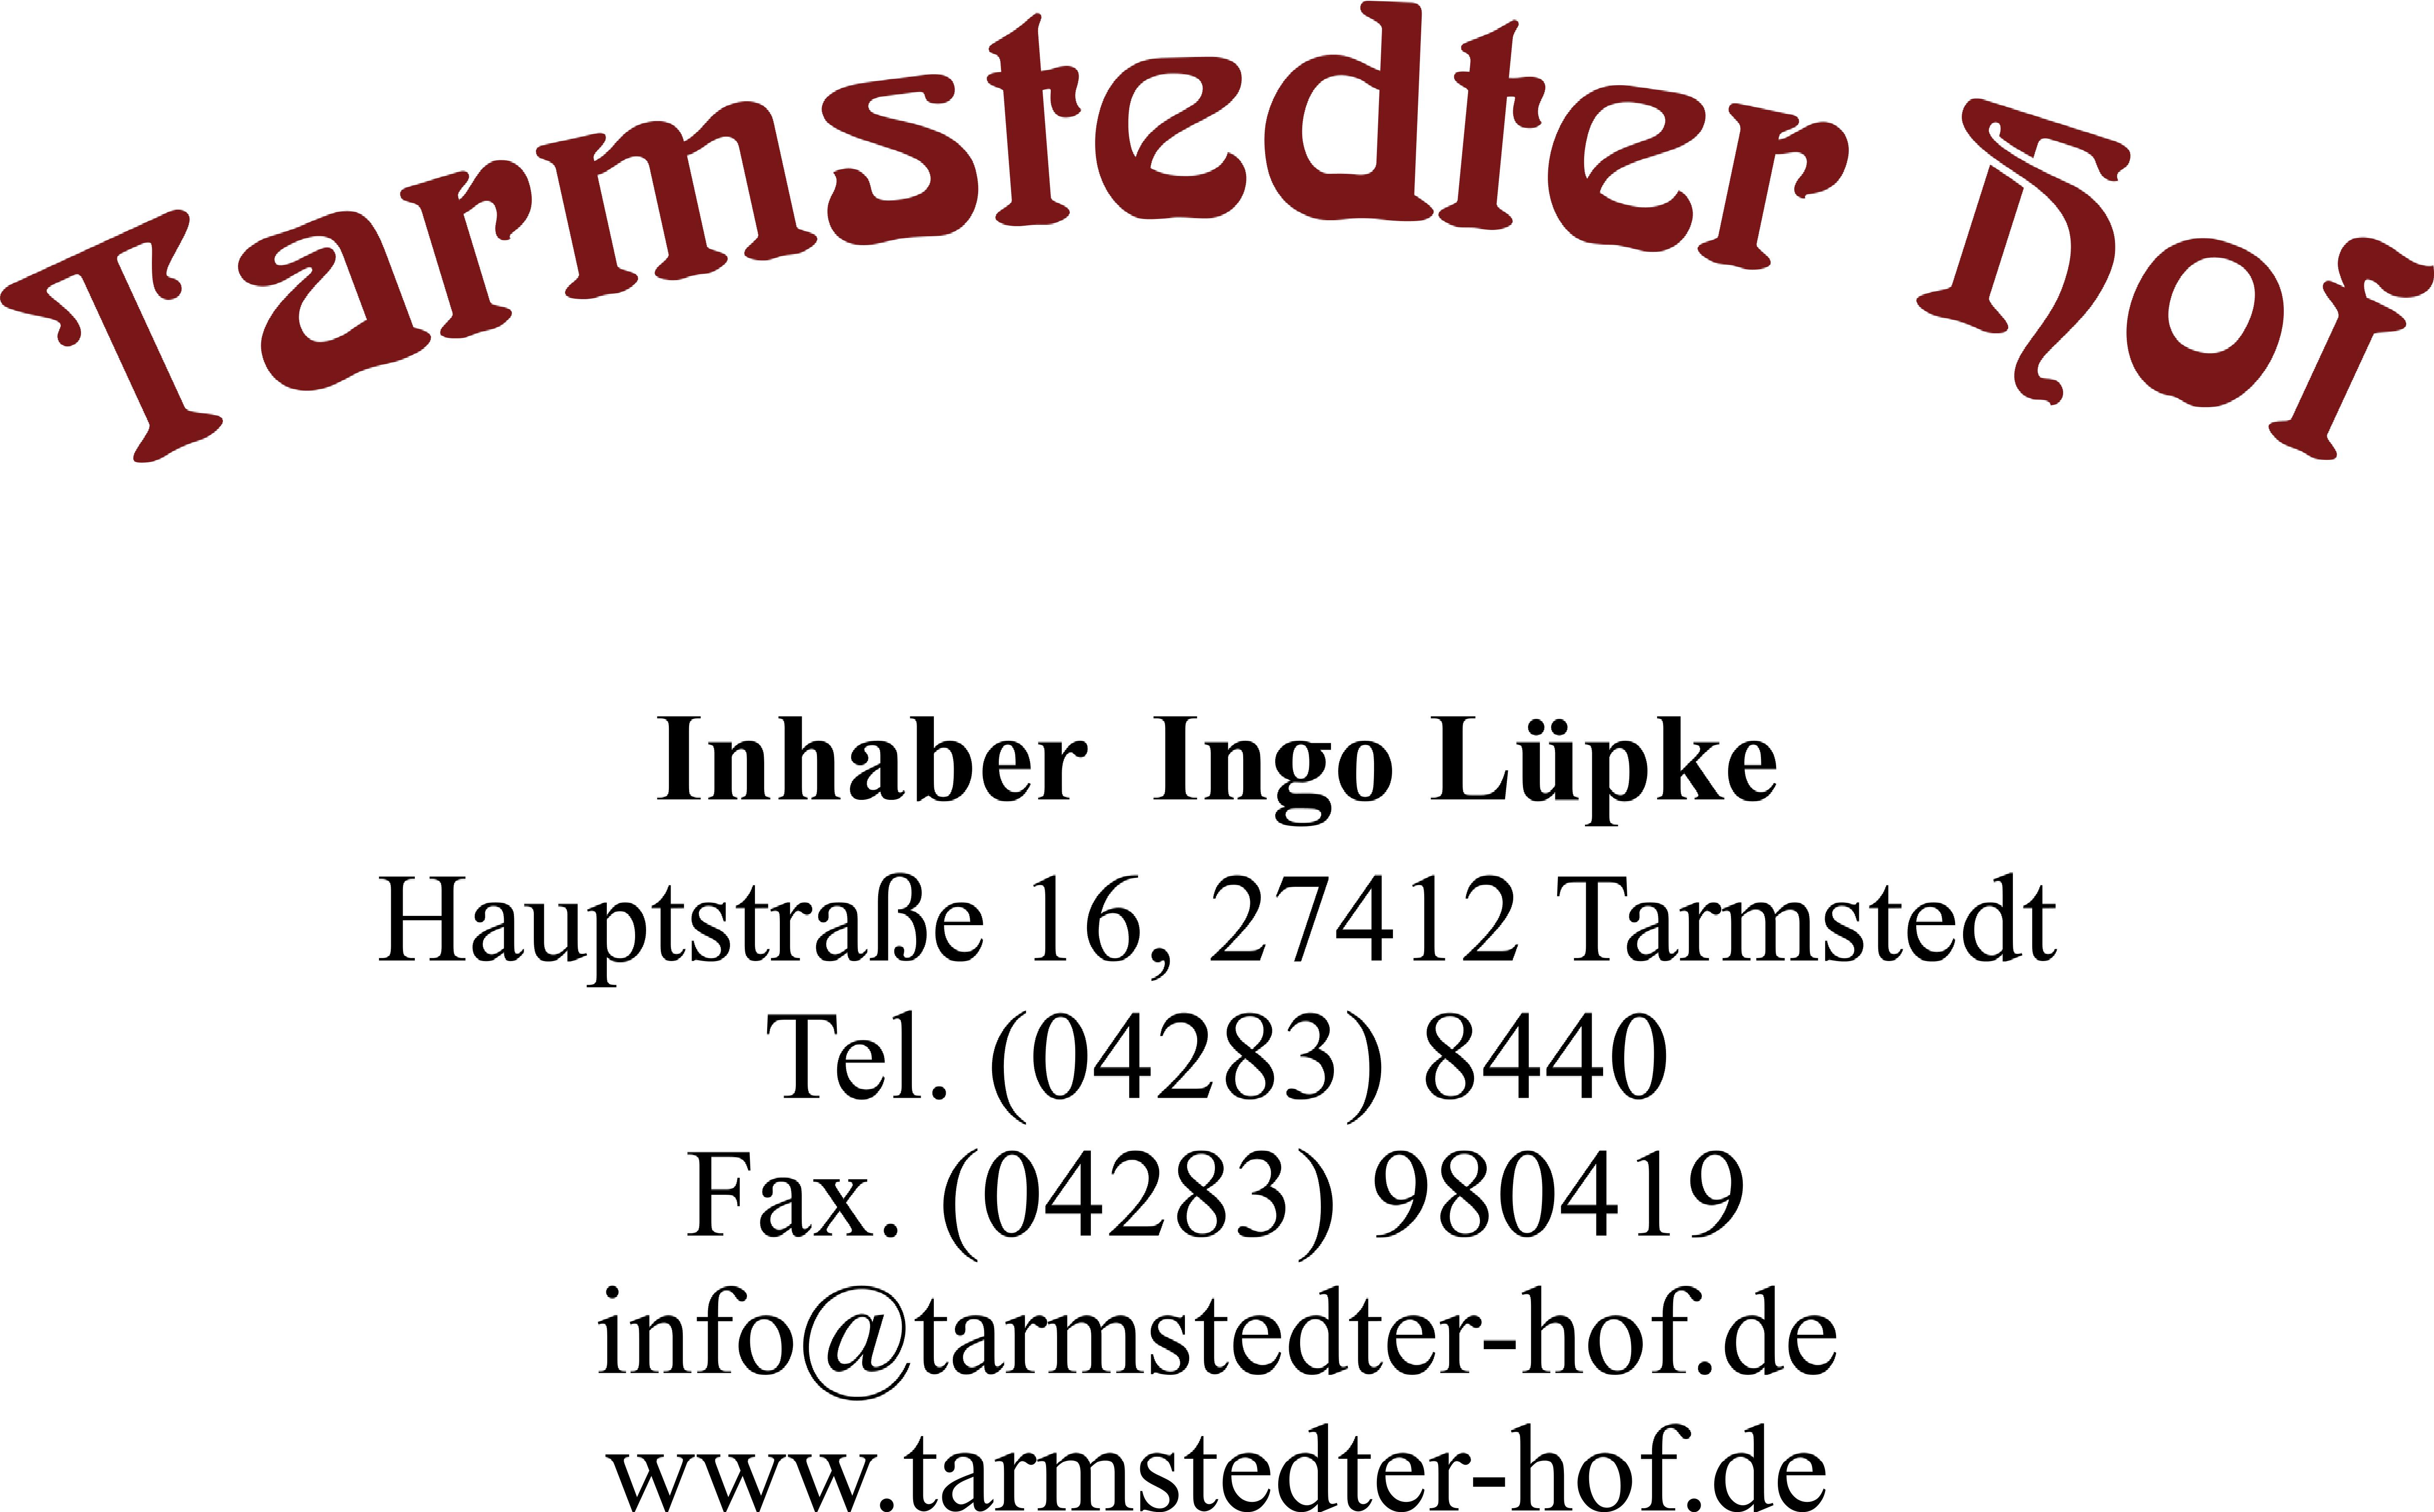 Tarmstedter Hof
Inhaber Ingo Lüpke
Hauptstraße 16, 27412 Tarmstedt
Tel. (04283) 8440
Fax. (04283) 980419
info@tarmstedter-hof.de
www.tarmstedter-hof.de